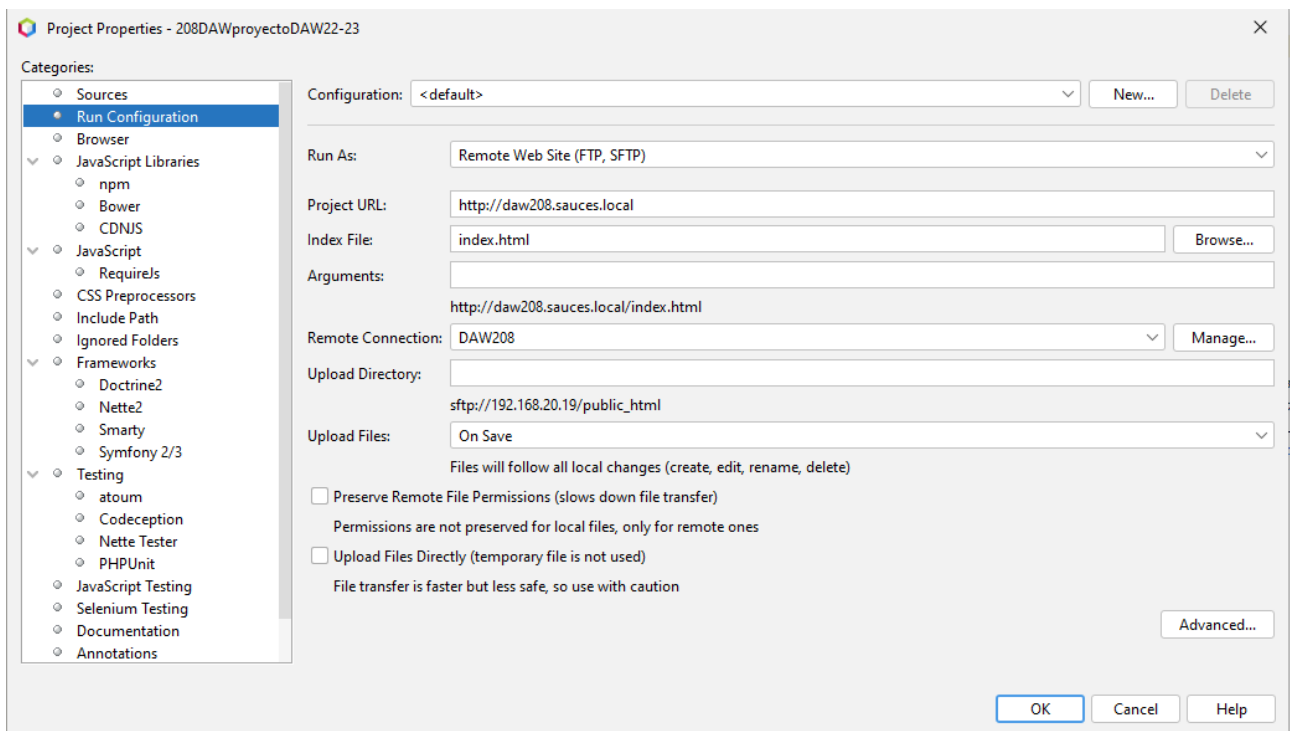 Project Properties - 208DAWproyectoDAW22-23
Categories:
Sources
Run Configuration
Browser
JavaScript Libraries
npm
Bower
CDNJS
JavaScript
RequireJs
CSS Preprocessors
Include Path
Ignored Folders
Frameworks
Doctrine2
Nette2
Smarty
Symfony 2/3
Testing
atoum
Codeception
Nette Tester
PHPUnit
JavaScript Testing
Selenium Testing
Documentation
Annotations
Configuration: <default> New... Delete
Run As: Remote Web Site (FTP, SFTP)
Project URL: http://daw208.sauces.local
Index File: index.html Browse...
Arguments:
http://daw208.sauces.local/index.html
Remote Connection: DAW208 Manage...
Upload Directory:
sftp://192.168.20.19/public_html
Upload Files: On Save
Files will follow all local changes (create, edit, rename, delete)
Preserve Remote File Permissions (slows down file transfer)
Permissions are not preserved for local files, only for remote ones
Upload Files Directly (temporary file is not used)
File transfer is faster but less safe, so use with caution
Advanced...
OK Cancel Help